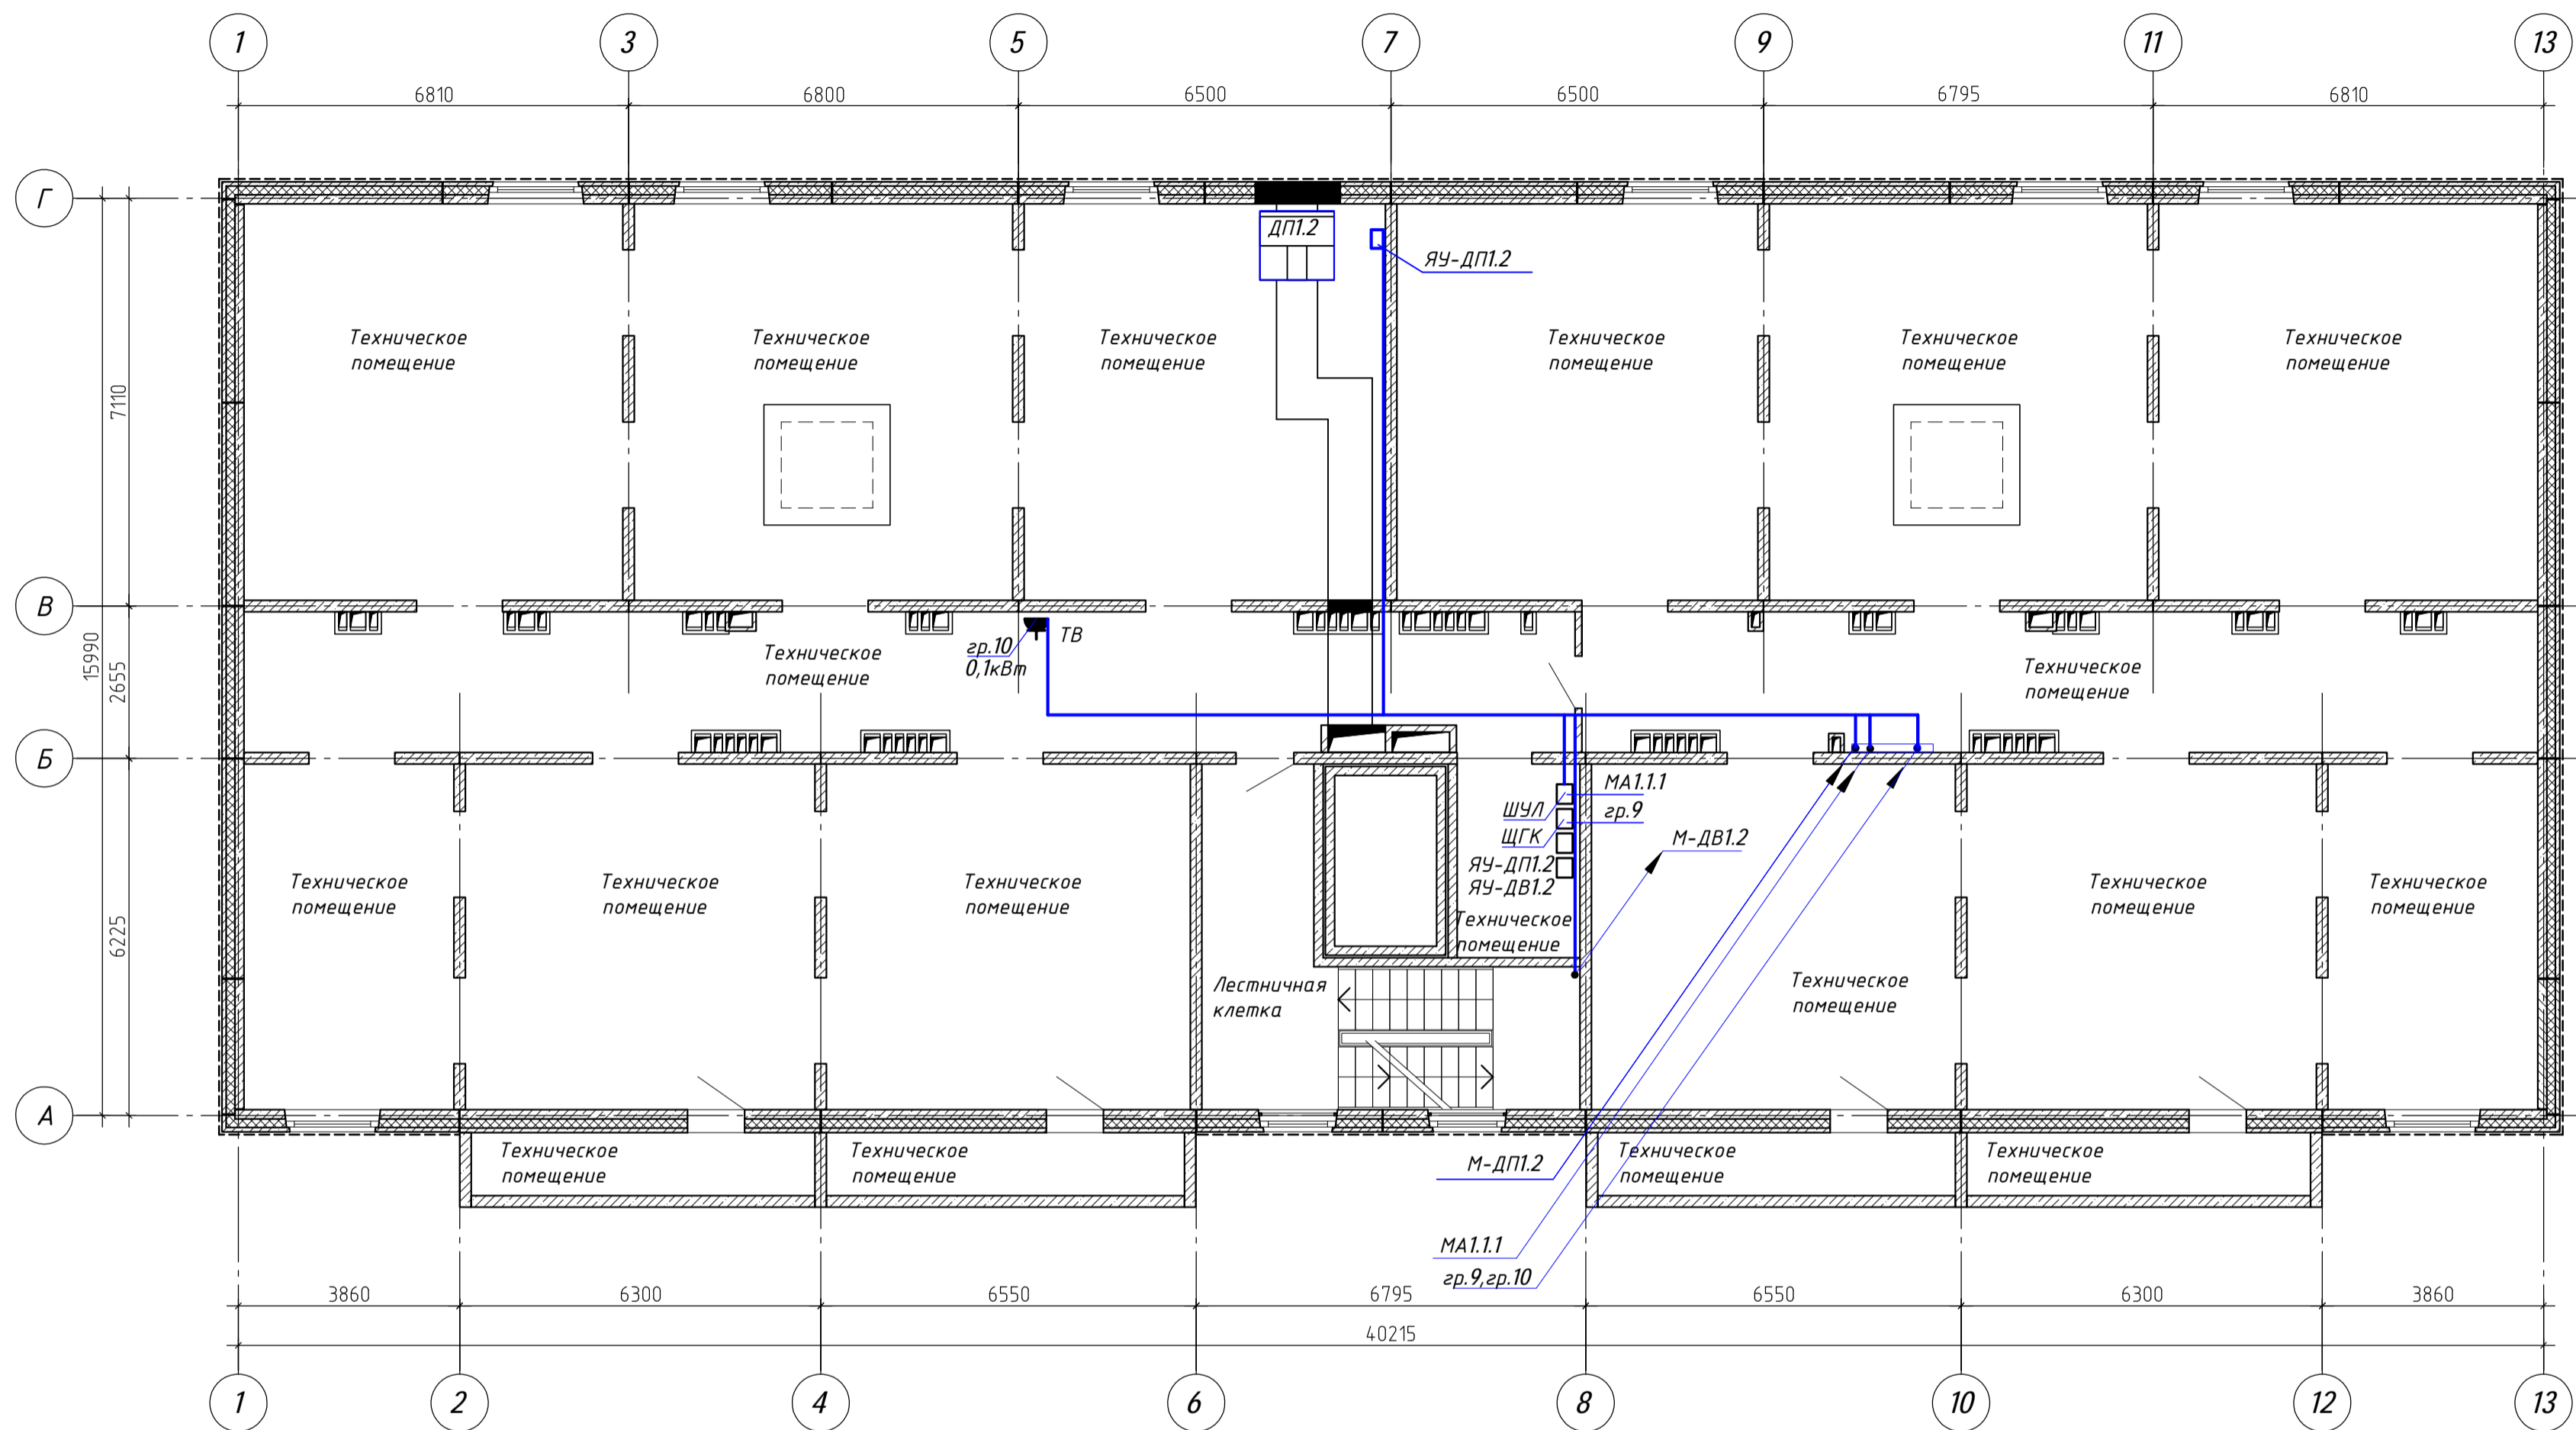 1
3
5
7
9
11
13
6810
6800
6500
6500
6795
6810
Г
В
Б
А
7110
15990
2655
6225
ДП1.2
ЯУ-ДП1.2
Техническое
помещение
Техническое
помещение
Техническое
помещение
Техническое
помещение
Техническое
помещение
Техническое
помещение
гр.10
0,1кВт
ТВ
Техническое
помещение
Техническое
помещение
МА1.1.1
ШУЛ
гр.9
ЩГК
М-ДВ1.2
ЯУ-ДП1.2
ЯУ-ДВ1.2
Техническое
помещение
Техническое
помещение
Техническое
помещение
Техническое
помещение
Техническое
помещение
Техническое
помещение
Техническое
помещение
Лестничная
клетка
Техническое
помещение
Техническое
помещение
Техническое
помещение
М-ДП1.2
Техническое
помещение
Техническое
помещение
МА1.1.1
гр.9,гр.10
3860
6300
6550
6795
6550
6300
3860
40215
1
2
4
6
8
10
12
13